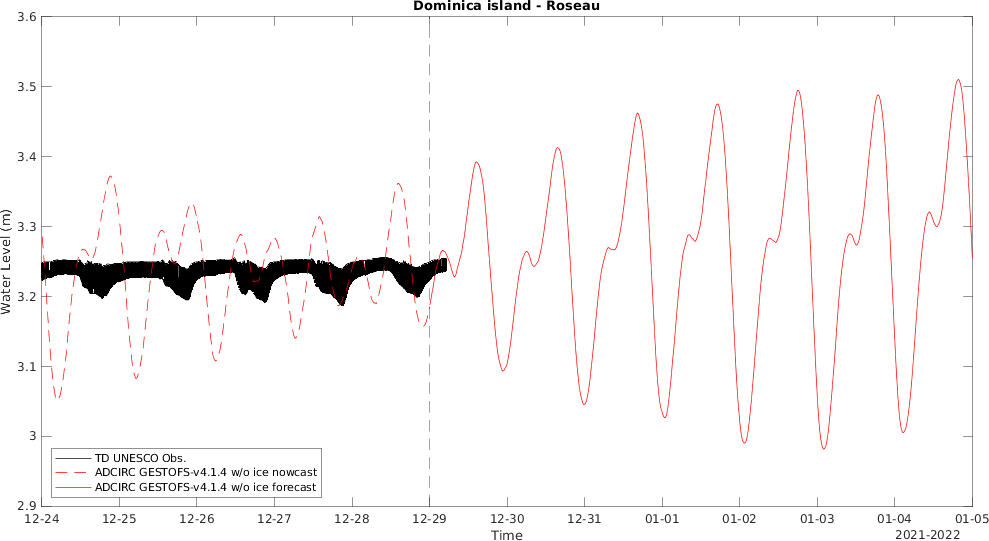 Dominica island - Roseau
3.6
3.5
3.4
3.3
3.2
3.1
3
2.9
Water Level (m)
TD UNESCO Obs.
ADCIRC GESTOFS-v4.1.4 w/o ice nowcast
ADCIRC GESTOFS-v4.1.4 w/o ice forecast
12-24 12-25 12-26 12-27 12-28 12-29 12-30 12-31 01-01 01-02 01-03 01-04 01-05
Time
2021-2022